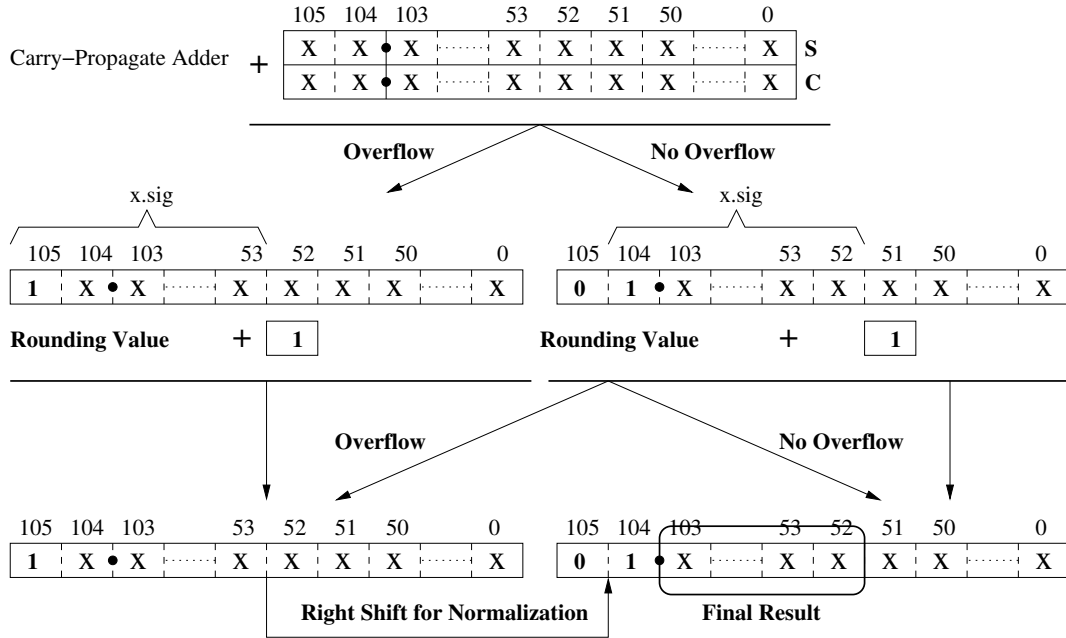 105 104 103 53 52 51 50 0
Carry−Propagate Adder + X X X X X X X X S
X X X X X X X X C
Overflow No Overflow
x.sig x.sig
105 104 103 53 52 51 50 0 105 104 103 53 52 51 50 0
1 X X X X X X X 0 1 X X X X X X
Rounding Value + 1 Rounding Value + 1
Overflow No Overflow
105 104 103 53 52 51 50 0 105 104 103 53 52 51 50 0
1 X X X X X X X 0 1 X X X X X X
Right Shift for Normalization Final Result